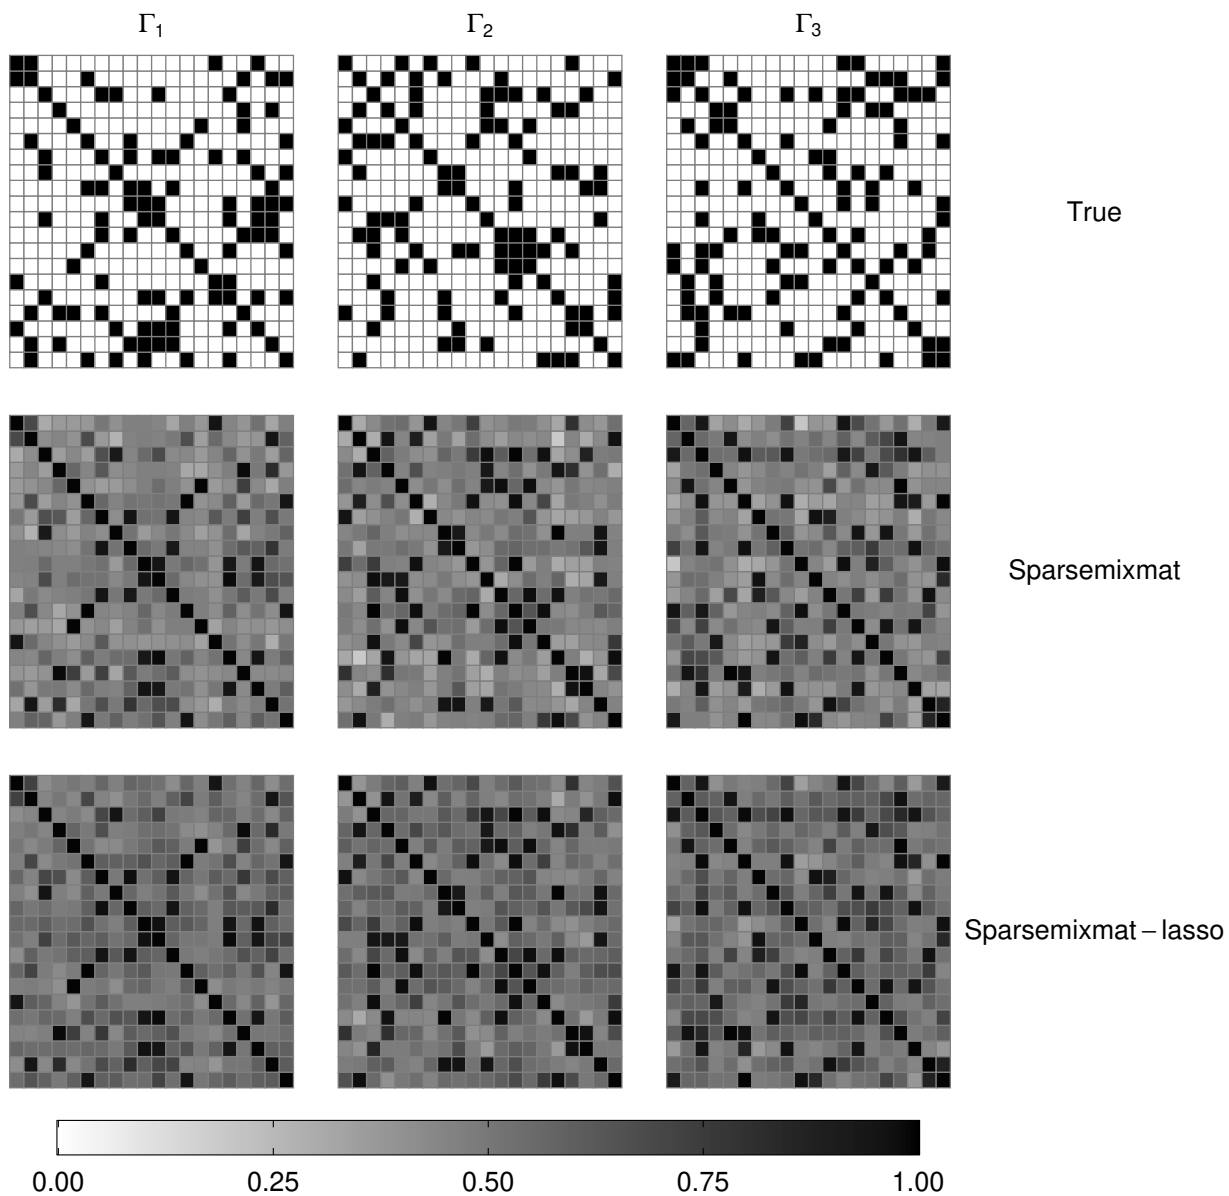 Γ1 Γ2 Γ3
True
Sparsemixmat
Sparsemixmat – lasso
0.00 0.25 0.50 0.75 1.00